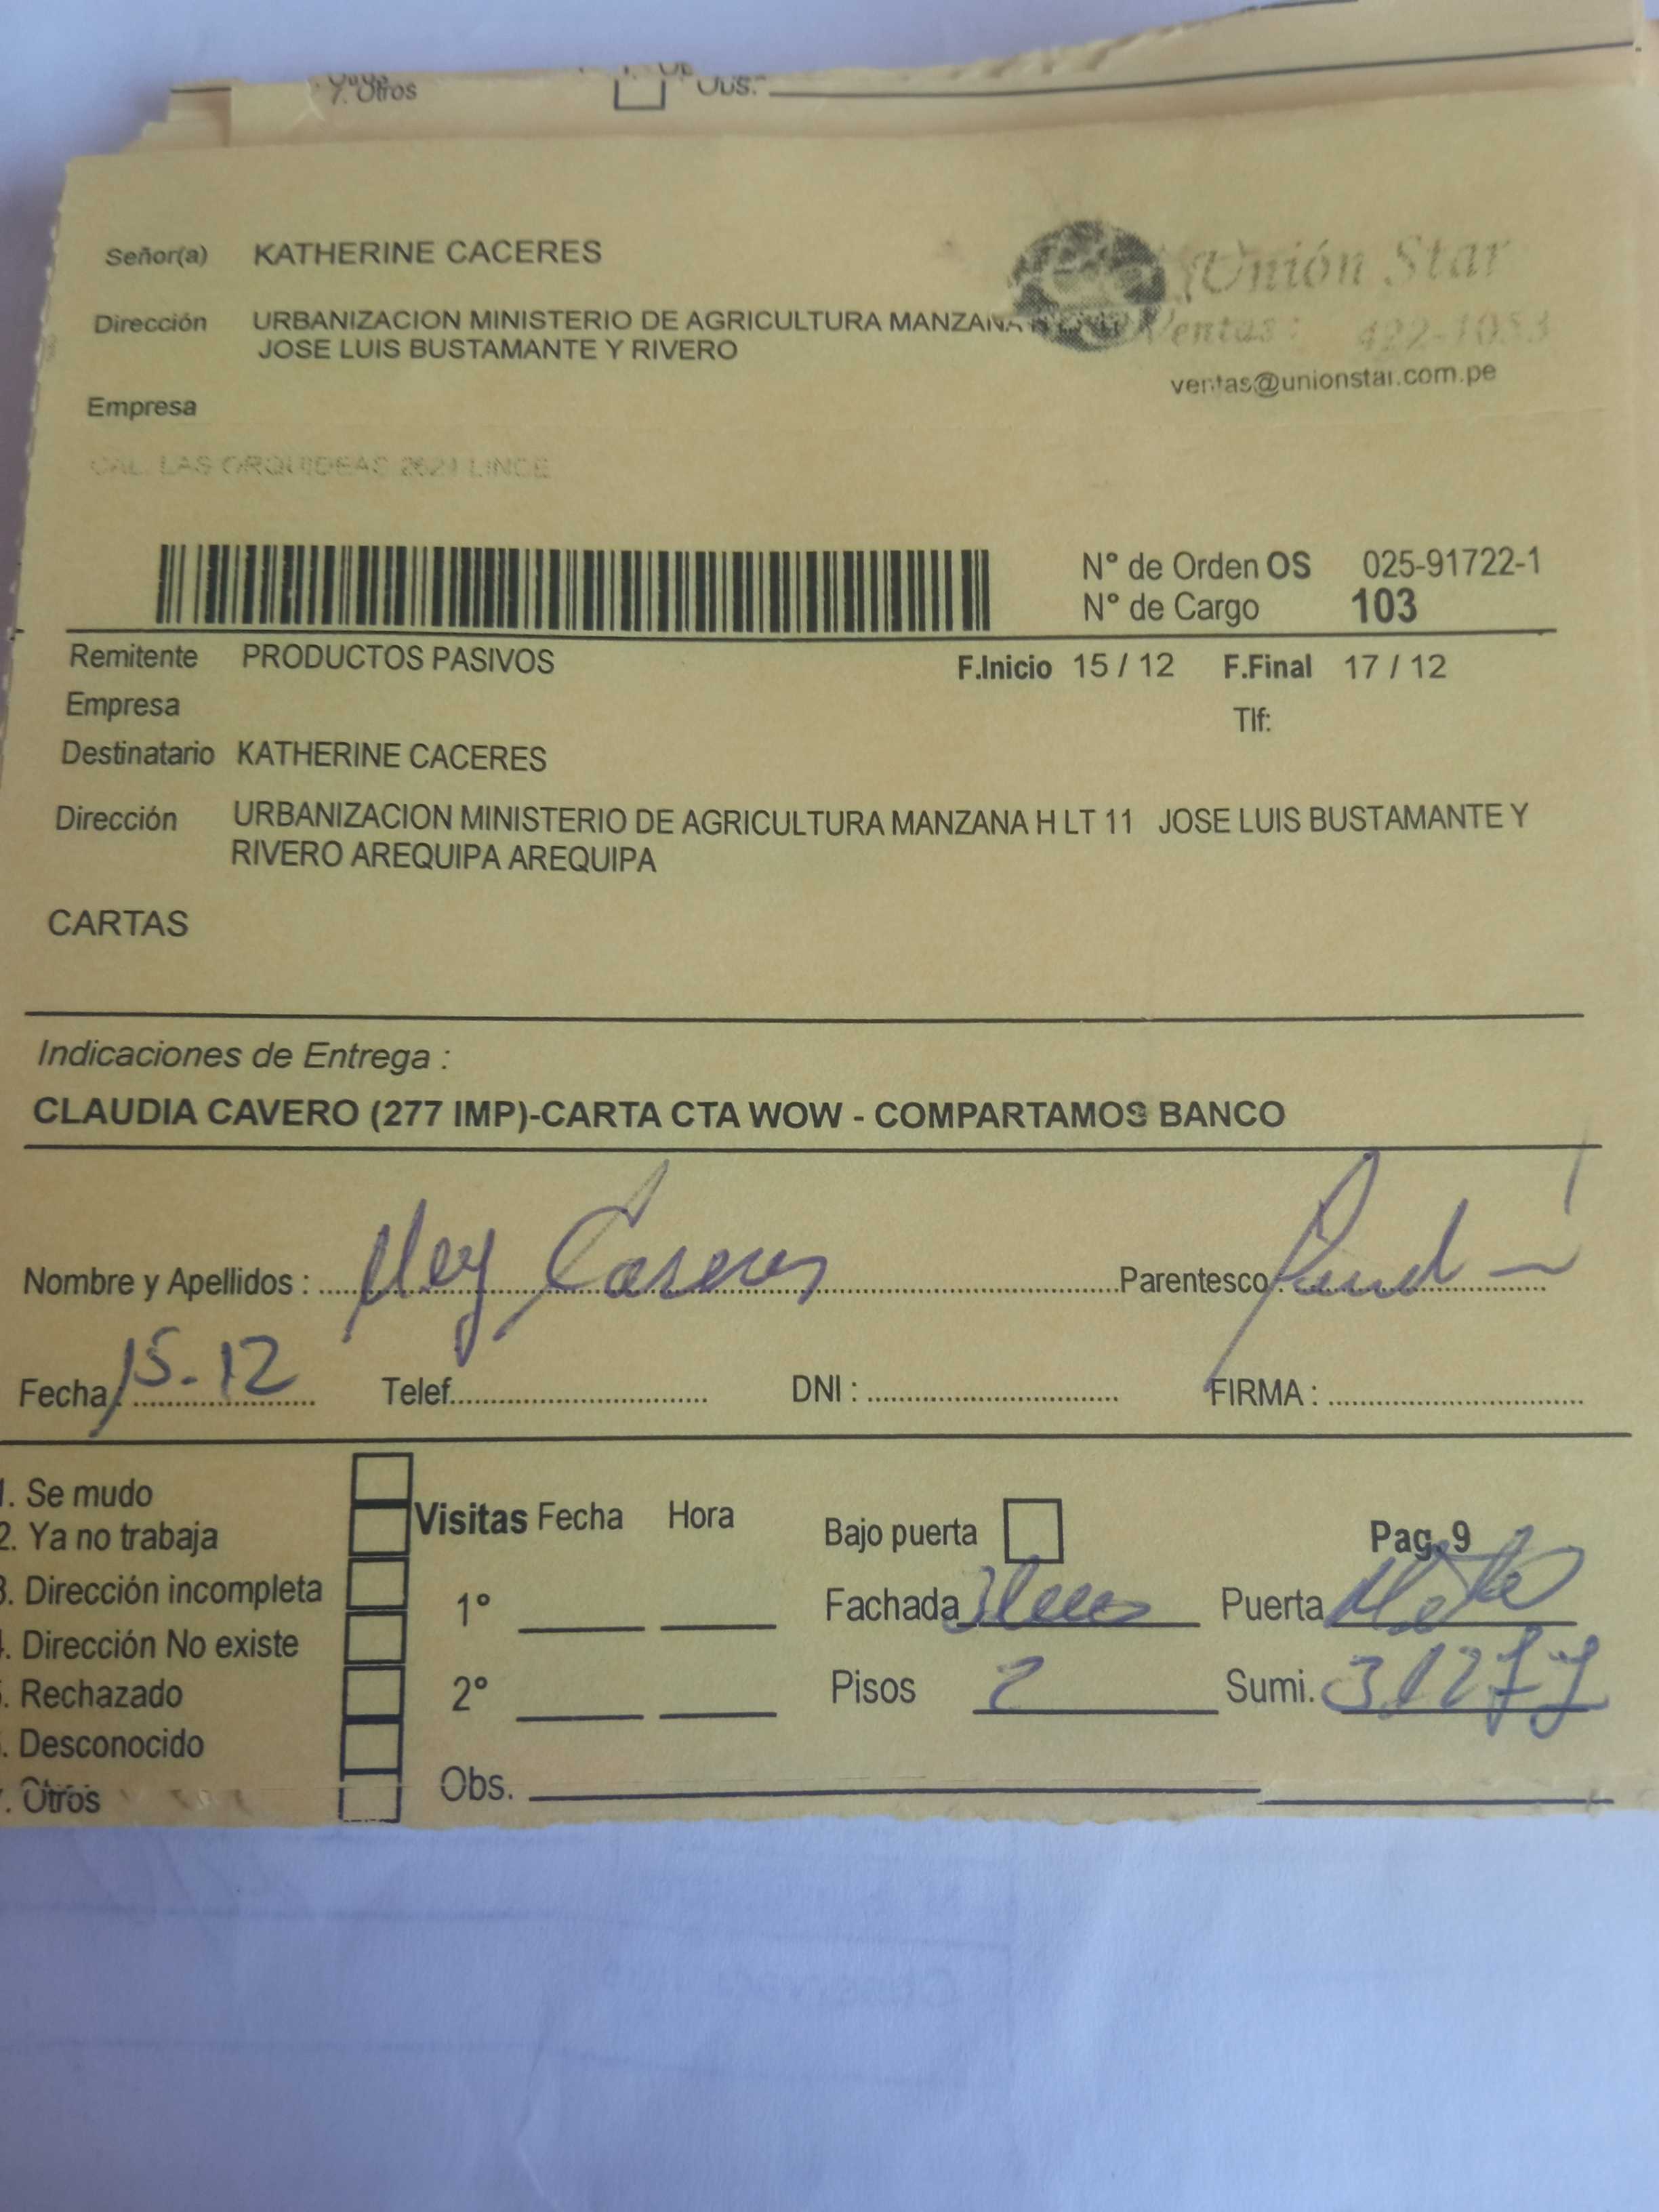 7. Otros Obs.
Señor(a) KATHERINE CACERES
Unión Star
Dirección URBANIZACION MINISTERIO DE AGRICULTURA MANZANA
JOSE LUIS BUSTAMANTE Y RIVERO
Ventas: 422-1053
ventas@unionstar.com.pe
Empresa
CAL. LAS ORQUIDEAS 2621 LINCE
N° de Orden OS 025-91722-1
N° de Cargo 103
Remitente PRODUCTOS PASIVOS F.Inicio 15 / 12 F.Final 17 / 12
Empresa Tlf:
Destinatario KATHERINE CACERES
Dirección URBANIZACION MINISTERIO DE AGRICULTURA MANZANA H LT 11 JOSE LUIS BUSTAMANTE Y
RIVERO AREQUIPA AREQUIPA
CARTAS
Indicaciones de Entrega :
CLAUDIA CAVERO (277 IMP)-CARTA CTA WOW - COMPARTAMOS BANCO
Nombre y Apellidos : Caseres Parentesco
Fecha 15-12 Telef. DNI : FIRMA :
1. Se mudo
2. Ya no trabaja
3. Dirección incompleta
4. Dirección No existe
5. Rechazado
6. Desconocido
7. Otros
Visitas Fecha Hora
1°
2°
Obs.
Bajo puerta Pag. 9
Fachada Puerta
Pisos 2 Sumi. 31277